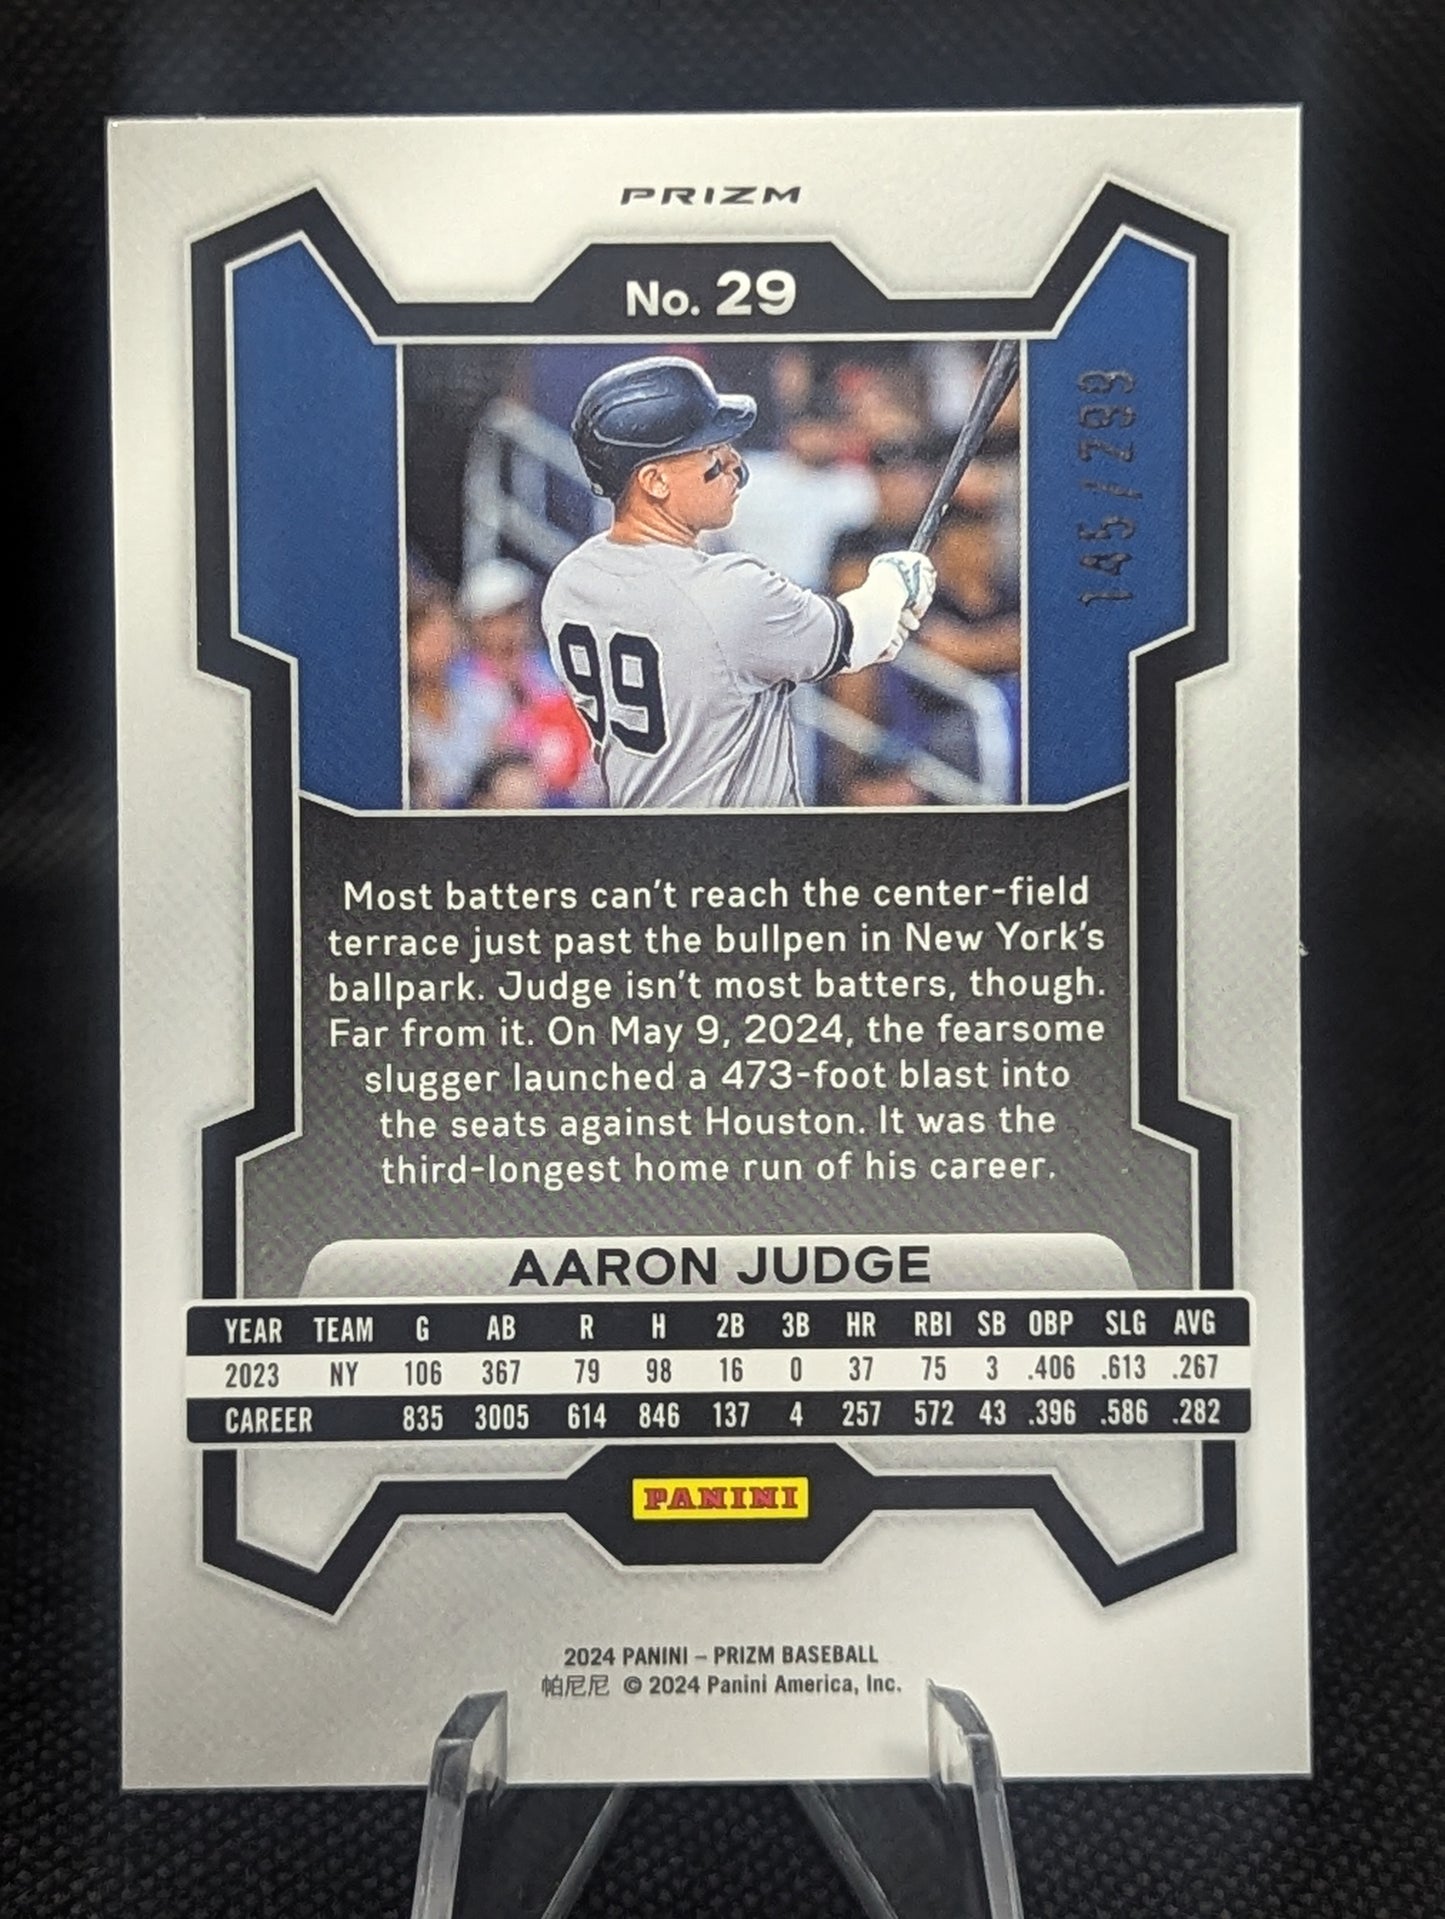 PRIZM
No. 29
145/299
99
Most batters can't reach the center-field
terrace just past the bullpen in New York's
ballpark. Judge isn't most batters, though.
Far from it. On May 9, 2024, the fearsome
slugger launched a 473-foot blast into
the seats against Houston. It was the
third-longest home run of his career.
AARON JUDGE
YEAR TEAM G AB R H 2B 3B HR RBI SB OBP SLG AVG
2023 NY 106 367 79 98 16 0 37 75 3 .406 .613 .267
CAREER 835 3005 614 846 137 4 257 572 43 .396 .586 .282
PANINI
2024 PANINI – PRIZM BASEBALL
帕尼尼 © 2024 Panini America, Inc.